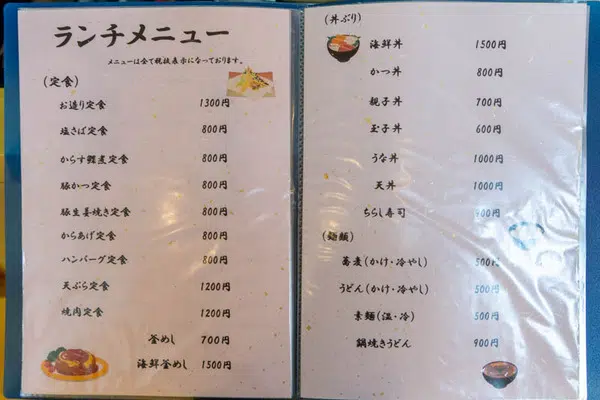 ランチメニュー
メニューは全て税抜表示になっております。
(定食)
お造り定食 1300円
塩さば定食 800円
からす鰈煮定食 800円
豚かつ定食 800円
豚生姜焼き定食 800円
からあげ定食 800円
ハンバーグ定食 800円
天ぷら定食 1200円
焼肉定食 1200円
釜めし 700円
海鮮釜めし 1500円
(丼ぶり)
海鮮丼 1500円
かつ丼 800円
親子丼 700円
玉子丼 600円
うな丼 1000円
天丼 1000円
ちらし寿司 900円
(麺類)
蕎麦(かけ・冷やし) 500円
うどん(かけ・冷やし) 500円
素麺(温・冷) 500円
鍋焼きうどん 900円